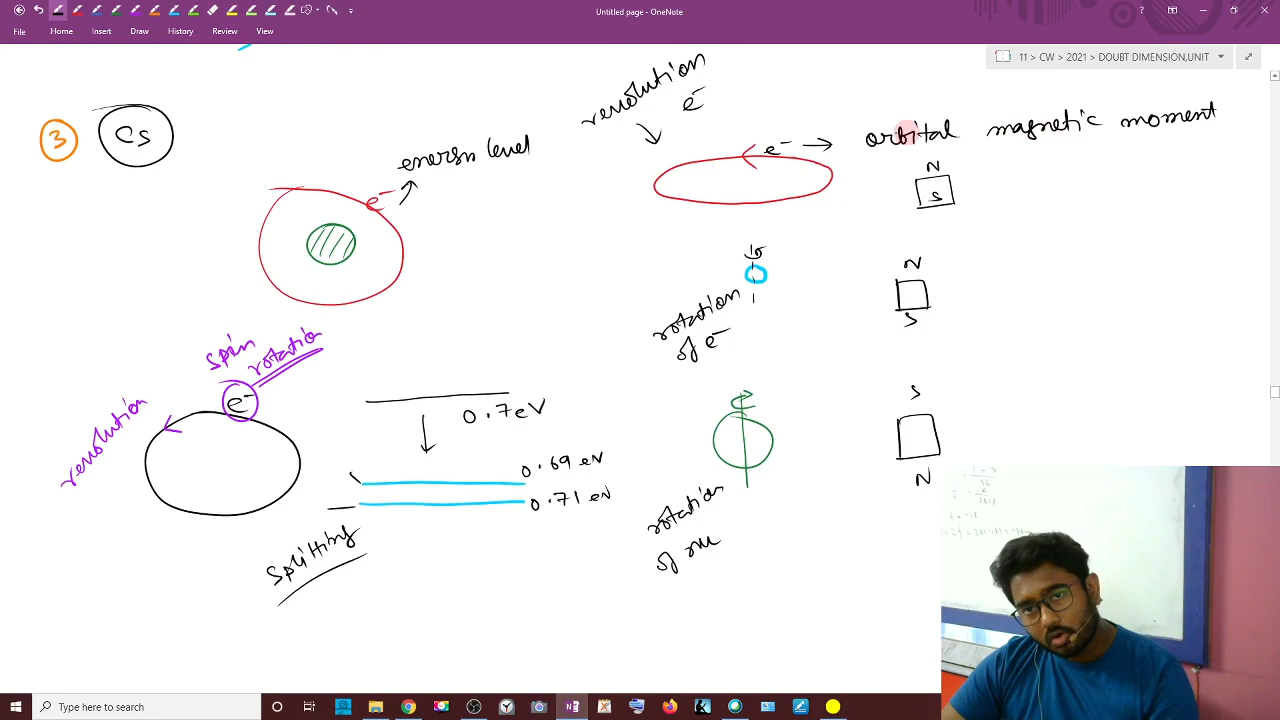 Untitled page - OneNote
File Home Insert Draw History Review View
11 > CW > 2021 > DOUBT DIMENSION,UNIT
3 Cs
energy level
e-
revolution
e-
e-
orbital magnetic moment
N
S
rotation
of e-
N
S
spin
rotation
e-
revolution
0.7eV
0.69 eV
0.71 eV
splitting
rotation
of nu
S
N
Type here to search